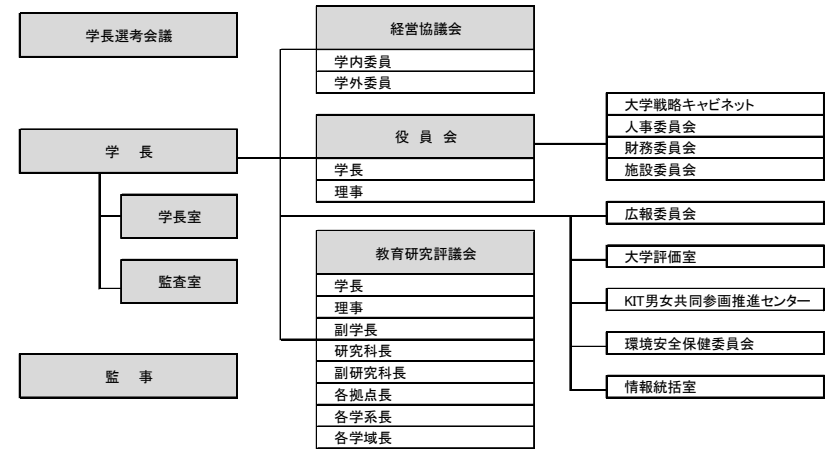 学長選考会議
学 長
学長室
監査室
監 事
経営協議会
学内委員
学外委員
役 員 会
学長
理事
教育研究評議会
学長
理事
副学長
研究科長
副研究科長
各拠点長
各学系長
各学域長
大学戦略キャビネット
人事委員会
財務委員会
施設委員会
広報委員会
大学評価室
KIT男女共同参画推進センター
環境安全保健委員会
情報統括室